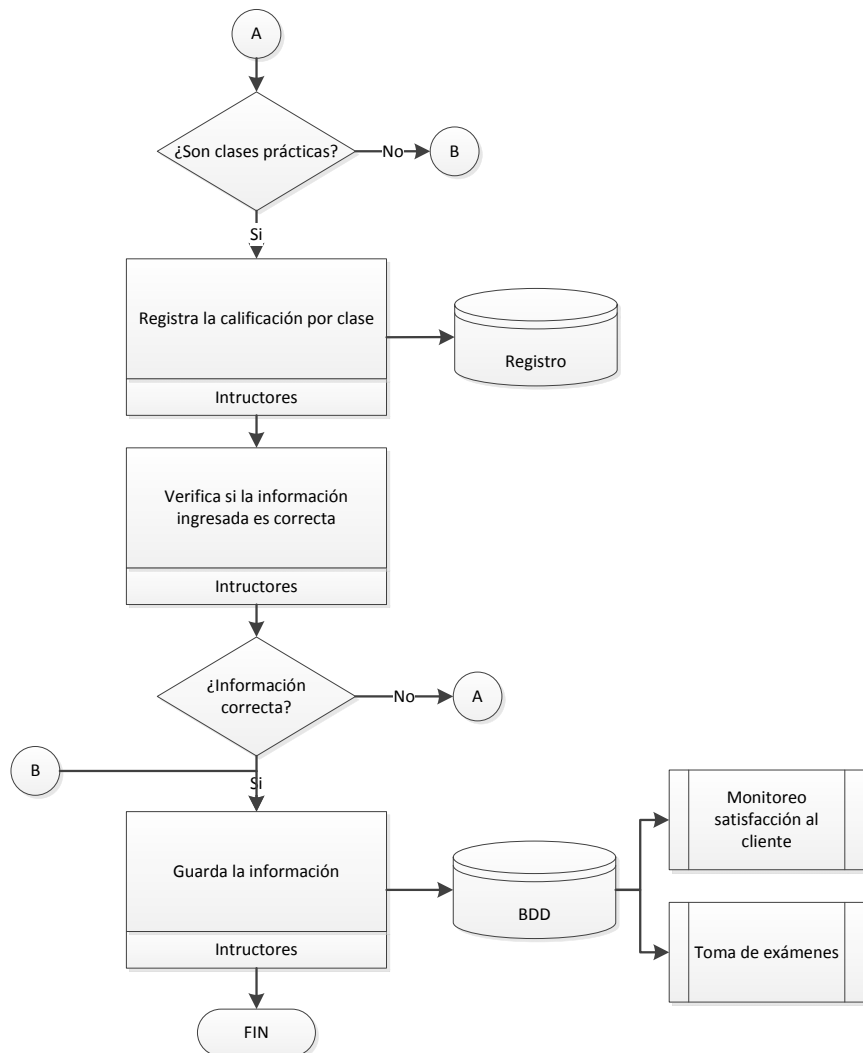 A
¿Son clases prácticas?
No
B
Si
Registra la calificación por clase
Intructores
Registro
Verifica si la información
ingresada es correcta
Intructores
¿Información
correcta?
No
A
B
Si
Guarda la información
Intructores
BDD
Monitoreo
satisfacción al
cliente
Toma de exámenes
FIN